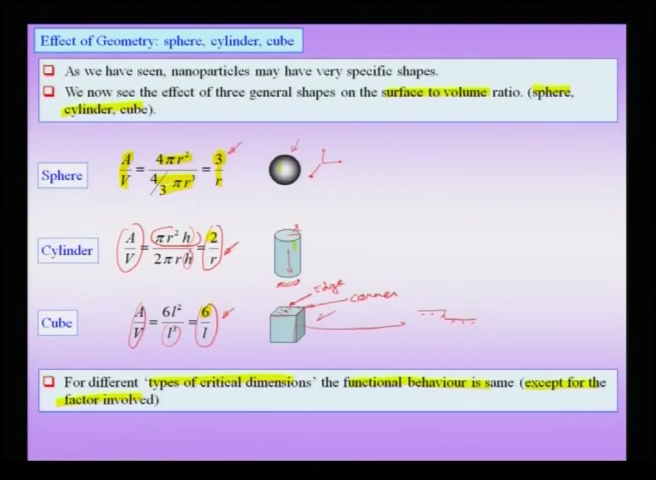 Effect of Geometry: sphere, cylinder, cube
❑ As we have seen, nanoparticles may have very specific shapes.
❑ We now see the effect of three general shapes on the surface to volume ratio. (sphere,
cylinder, cube).
Sphere A/V = 4πr²/(4/3 πr³) = 3/r
Cylinder A/V = πr²h/2πrh = 2/r
Edge
corner
Cube A/V = 6l²/l³ = 6/l
❑ For different 'types of critical dimensions' the functional behaviour is same (except for the
factor involved)